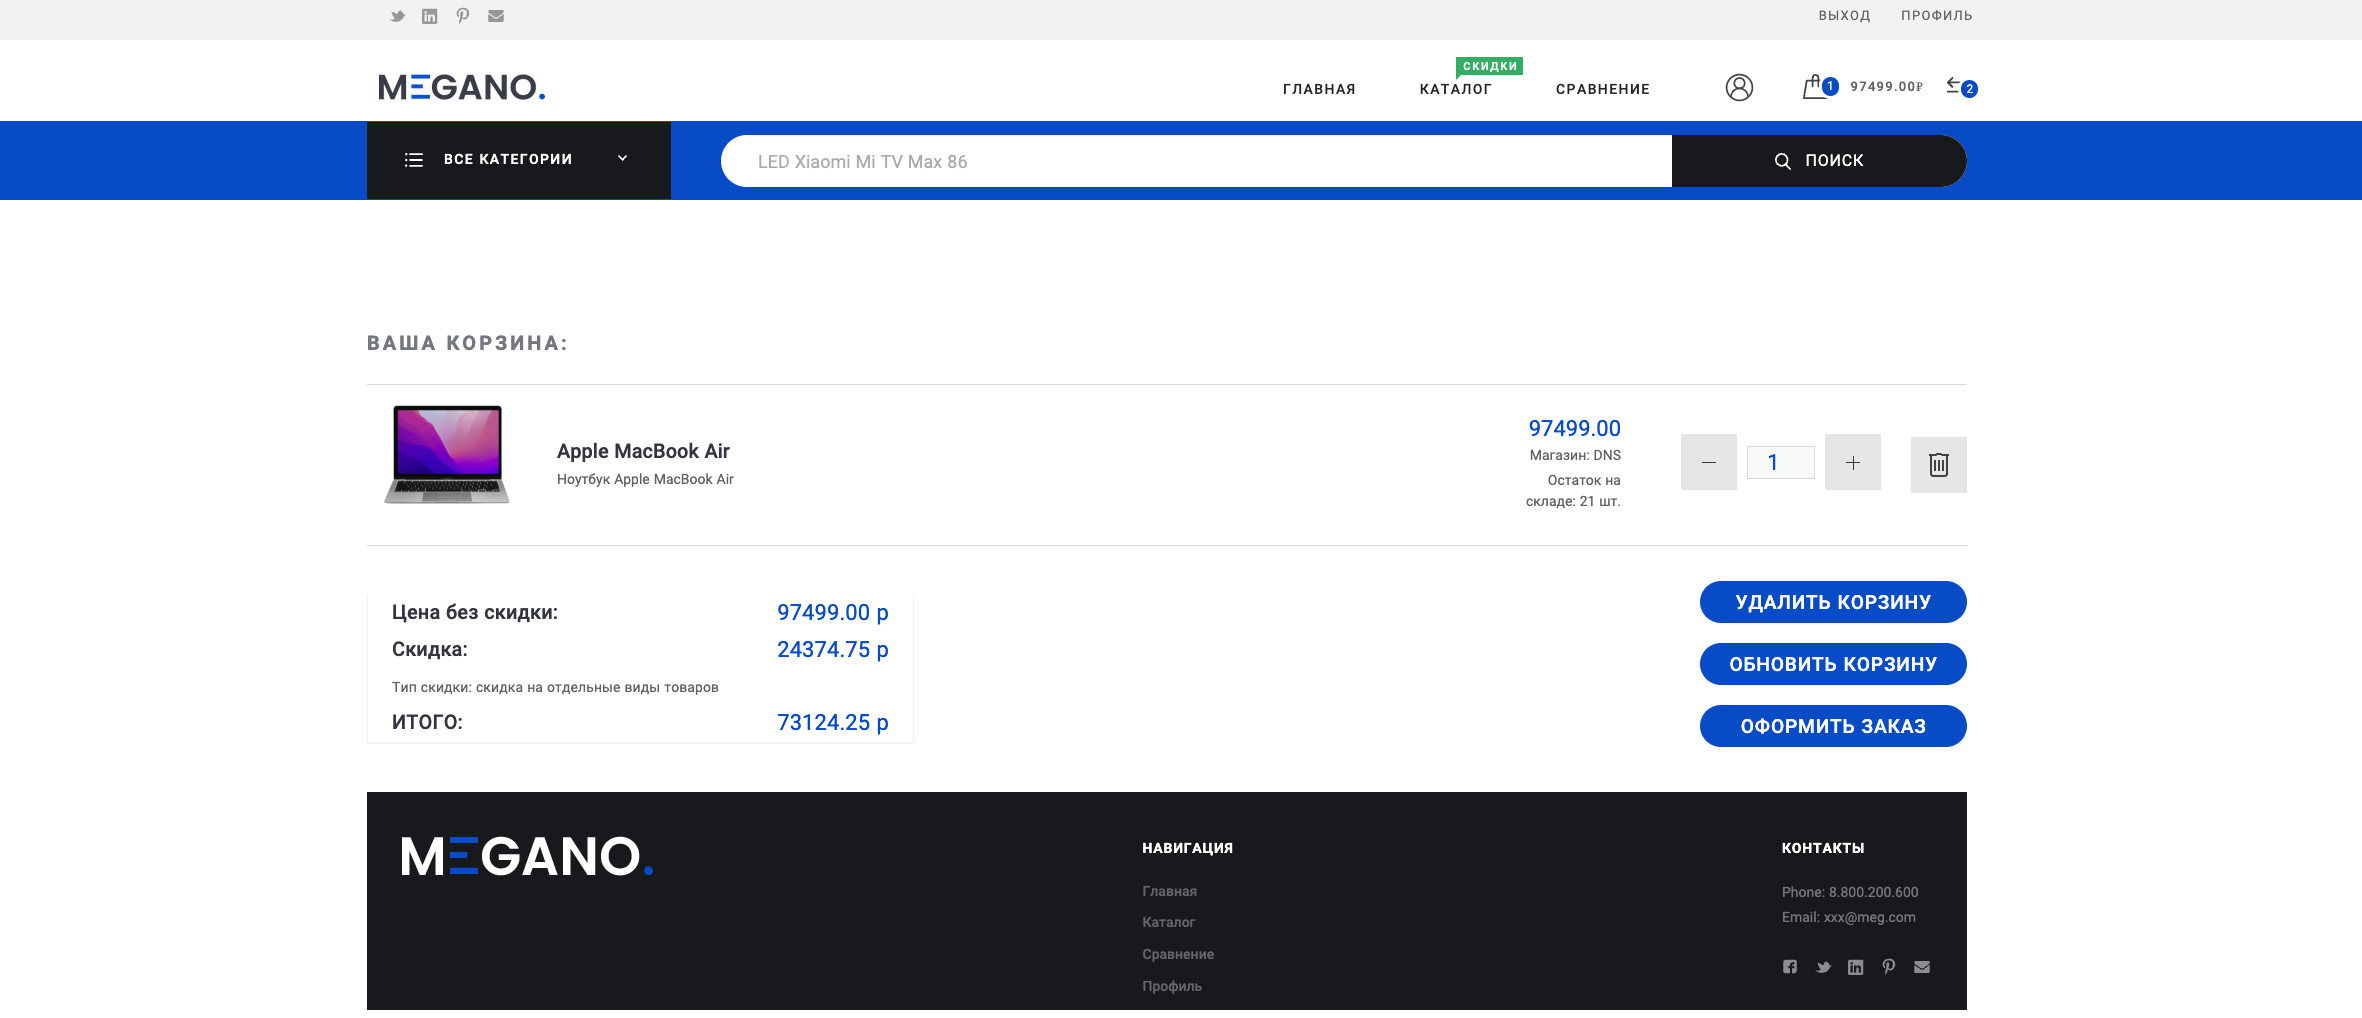 ВЫХОД ПРОФИЛЬ
MEGANO.
ГЛАВНАЯ
СКИДКИ
КАТАЛОГ
СРАВНЕНИЕ
1
97499.00₽
2
ВСЕ КАТЕГОРИИ
LED Xiaomi Mi TV Max 86
ПОИСК
ВАША КОРЗИНА:
Apple MacBook Air
Ноутбук Apple MacBook Air
97499.00
Магазин: DNS
Остаток на
складе: 21 шт.
1
Цена без скидки: 97499.00 р
Скидка: 24374.75 р
Тип скидки: скидка на отдельные виды товаров
ИТОГО: 73124.25 р
УДАЛИТЬ КОРЗИНУ
ОБНОВИТЬ КОРЗИНУ
ОФОРМИТЬ ЗАКАЗ
MEGANO.
НАВИГАЦИЯ
Главная
Каталог
Сравнение
Профиль
КОНТАКТЫ
Phone: 8.800.200.600
Email: xxx@meg.com